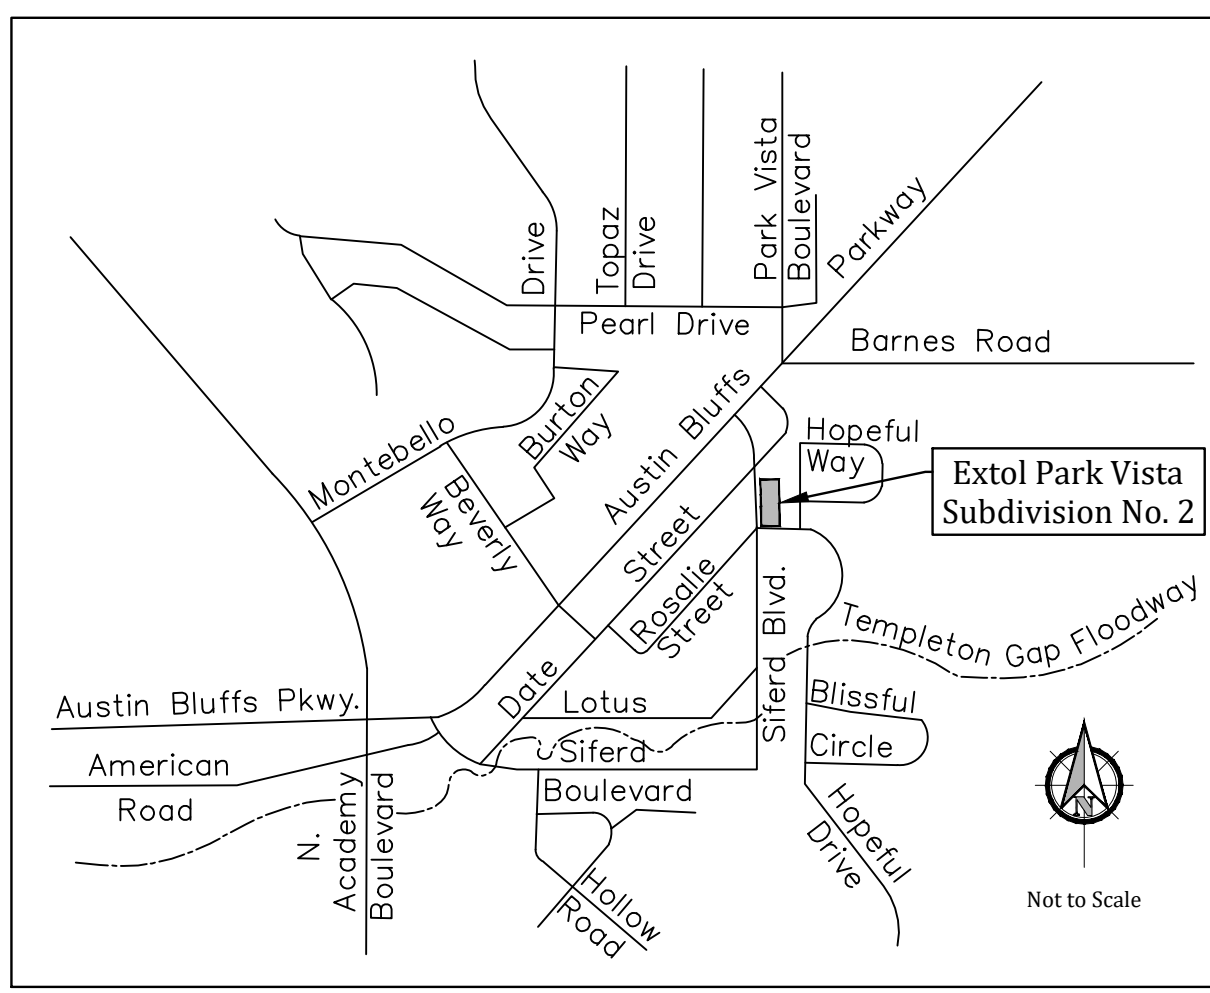 Drive
Topaz
Drive
Park Vista
Boulevard
Parkway
Pearl Drive
Barnes Road
Austin Bluffs
Burton
Way
Montebello
Hopeful
Way
Extol Park Vista
Subdivision No. 2
Beverly
Way
Street
Rosalie
Street
Siferd Blvd.
Templeton Gap Floodway
Date
Austin Bluffs Pkwy.
Lotus
Blissful
Circle
Siferd
Boulevard
American
Road
N.
Academy
Boulevard
Hopeful
Drive
Hollow
Road
N
Not to Scale